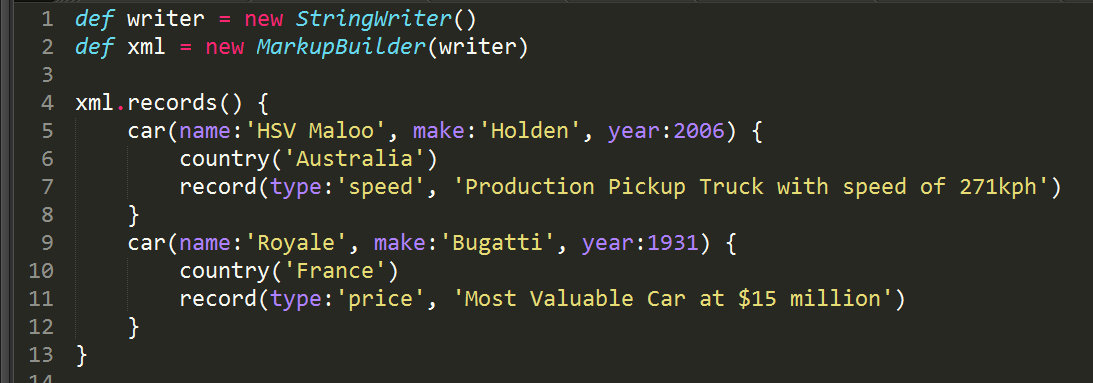 1 def writer = new StringWriter()
2 def xml = new MarkupBuilder(writer)
3
4 xml.records() {
5     car(name:'HSV Maloo', make:'Holden', year:2006) {
6         country('Australia')
7         record(type:'speed', 'Production Pickup Truck with speed of 271kph')
8     }
9     car(name:'Royale', make:'Bugatti', year:1931) {
10         country('France')
11         record(type:'price', 'Most Valuable Car at $15 million')
12     }
13 }
14